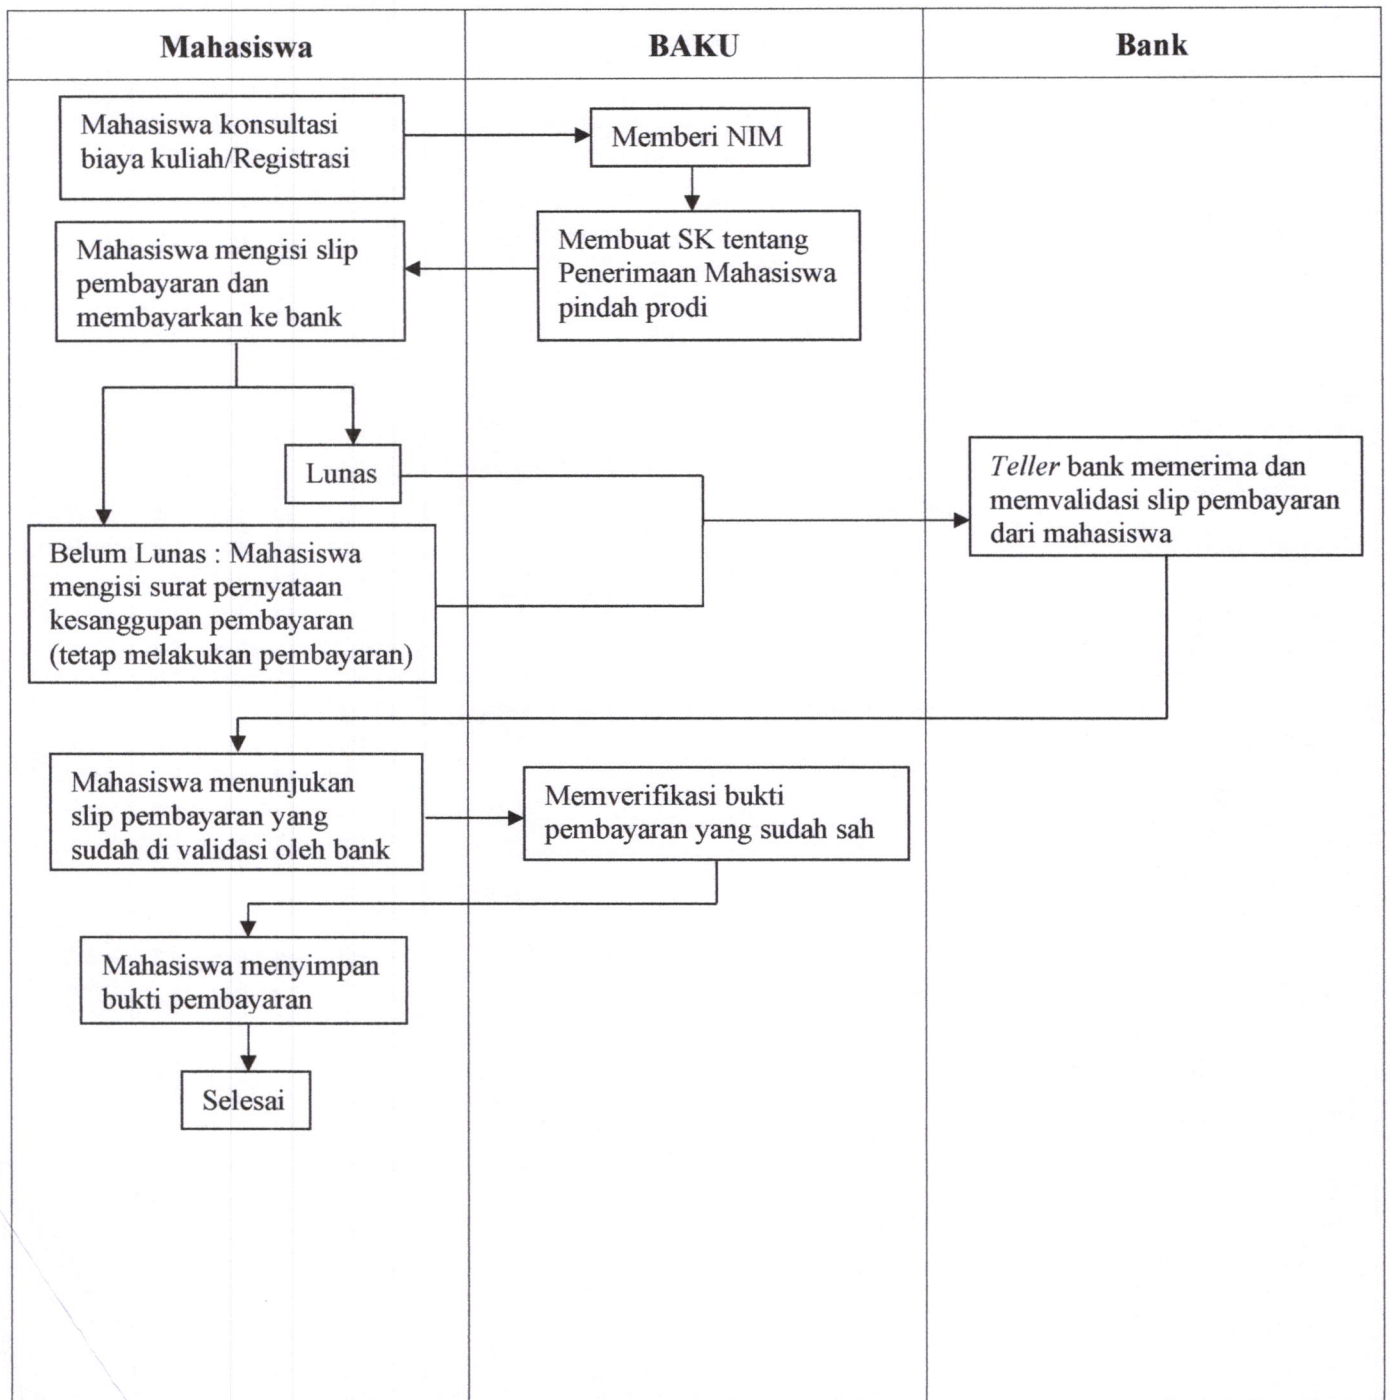 Mahasiswa
BAKU
Bank
Mahasiswa konsultasi
biaya kuliah/Registrasi
Memberi NIM
Membuat SK tentang
Penerimaan Mahasiswa
pindah prodi
Mahasiswa mengisi slip
pembayaran dan
membayarkan ke bank
Lunas
Belum Lunas : Mahasiswa
mengisi surat pernyataan
kesanggupan pembayaran
(tetap melakukan pembayaran)
Teller bank memerima dan
memvalidasi slip pembayaran
dari mahasiswa
Mahasiswa menunjukan
slip pembayaran yang
sudah di validasi oleh bank
Memverifikasi bukti
pembayaran yang sudah sah
Mahasiswa menyimpan
bukti pembayaran
Selesai